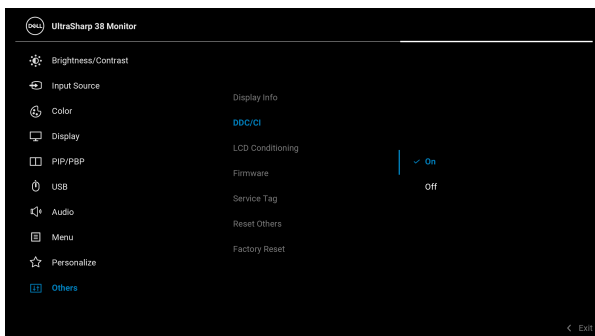 DELL UltraSharp 38 Monitor
Brightness/Contrast
Input Source
Color
Display
PIP/PBP
USB
Audio
Menu
Personalize
Others
Display Info
DDC/CI
LCD Conditioning
Firmware
Service Tag
Reset Others
Factory Reset
On
Off
Exit